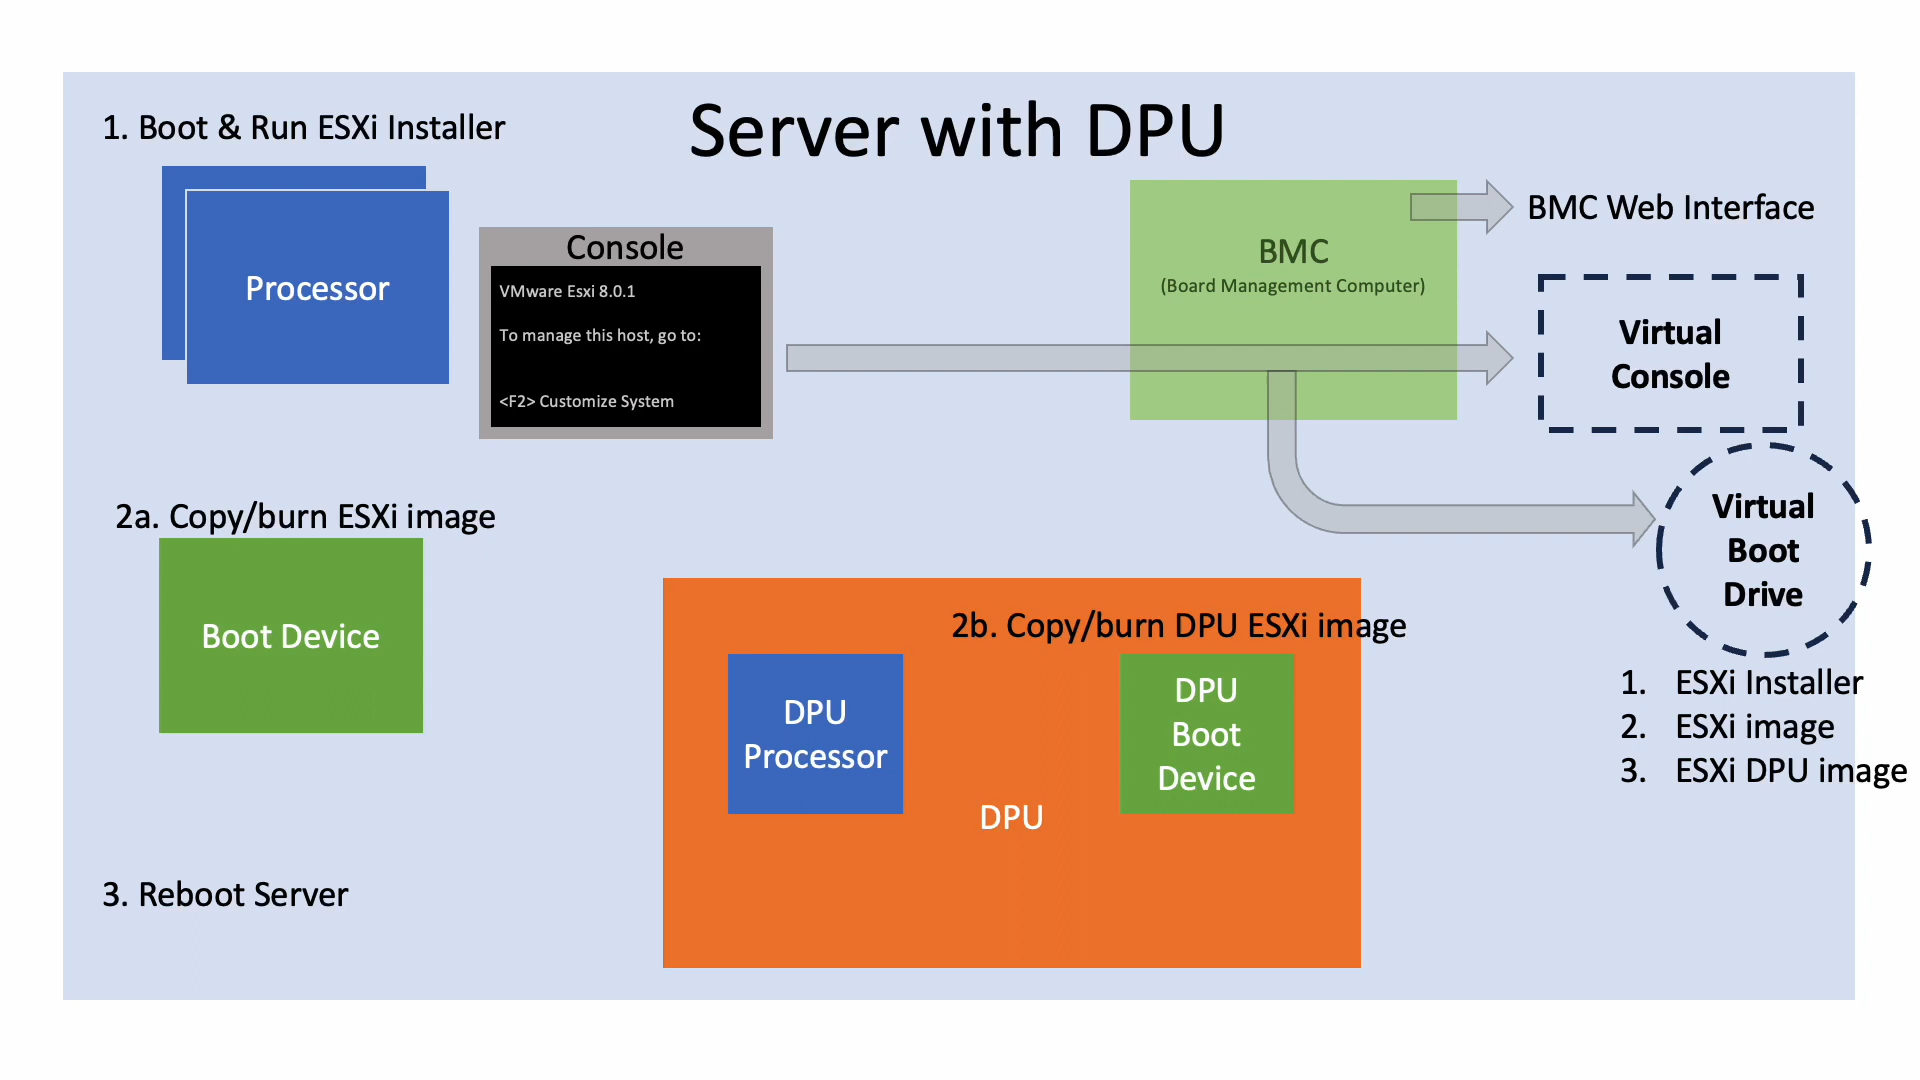 Server with DPU
1. Boot & Run ESXi Installer
Processor
Console
VMware Esxi 8.0.1
To manage this host, go to:
<F2> Customize System
BMC
(Board Management Computer)
BMC Web Interface
Virtual
Console
Virtual
Boot
Drive
1. ESXi Installer
2. ESXi image
3. ESXi DPU image
2a. Copy/burn ESXi image
Boot Device
2b. Copy/burn DPU ESXi image
DPU
Processor
DPU
Boot
Device
DPU
3. Reboot Server